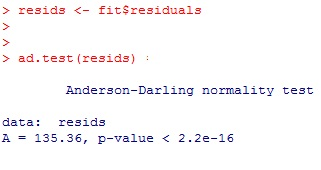 > resids <- fit$residuals
>
>
> ad.test(resids)
Anderson-Darling normality test
data:  resids
A = 135.36, p-value < 2.2e-16